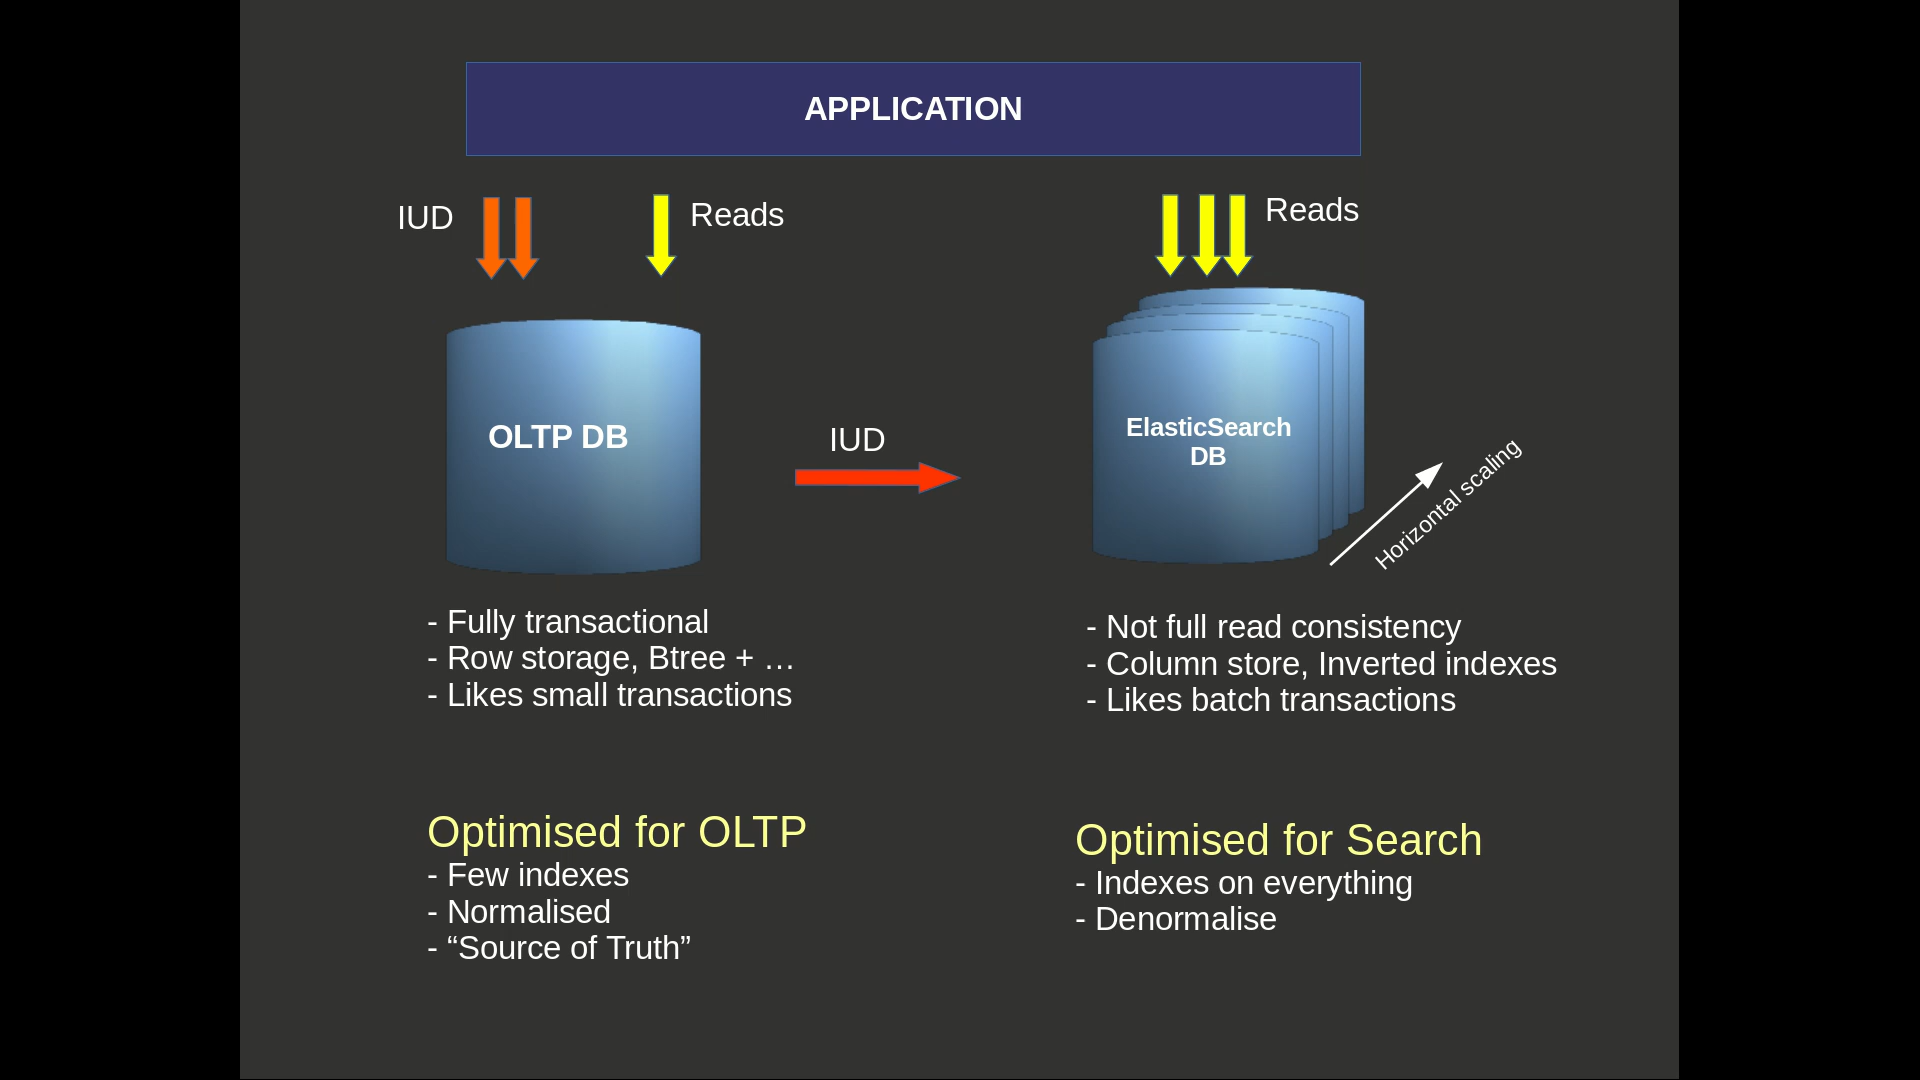 APPLICATION
IUD
Reads
Reads
OLTP DB
IUD
ElasticSearch
DB
Horizontal scaling
- Fully transactional
- Row storage, Btree + …
- Likes small transactions
- Not full read consistency
- Column store, Inverted indexes
- Likes batch transactions
Optimised for OLTP
- Few indexes
- Normalised
- “Source of Truth”
Optimised for Search
- Indexes on everything
- Denormalise